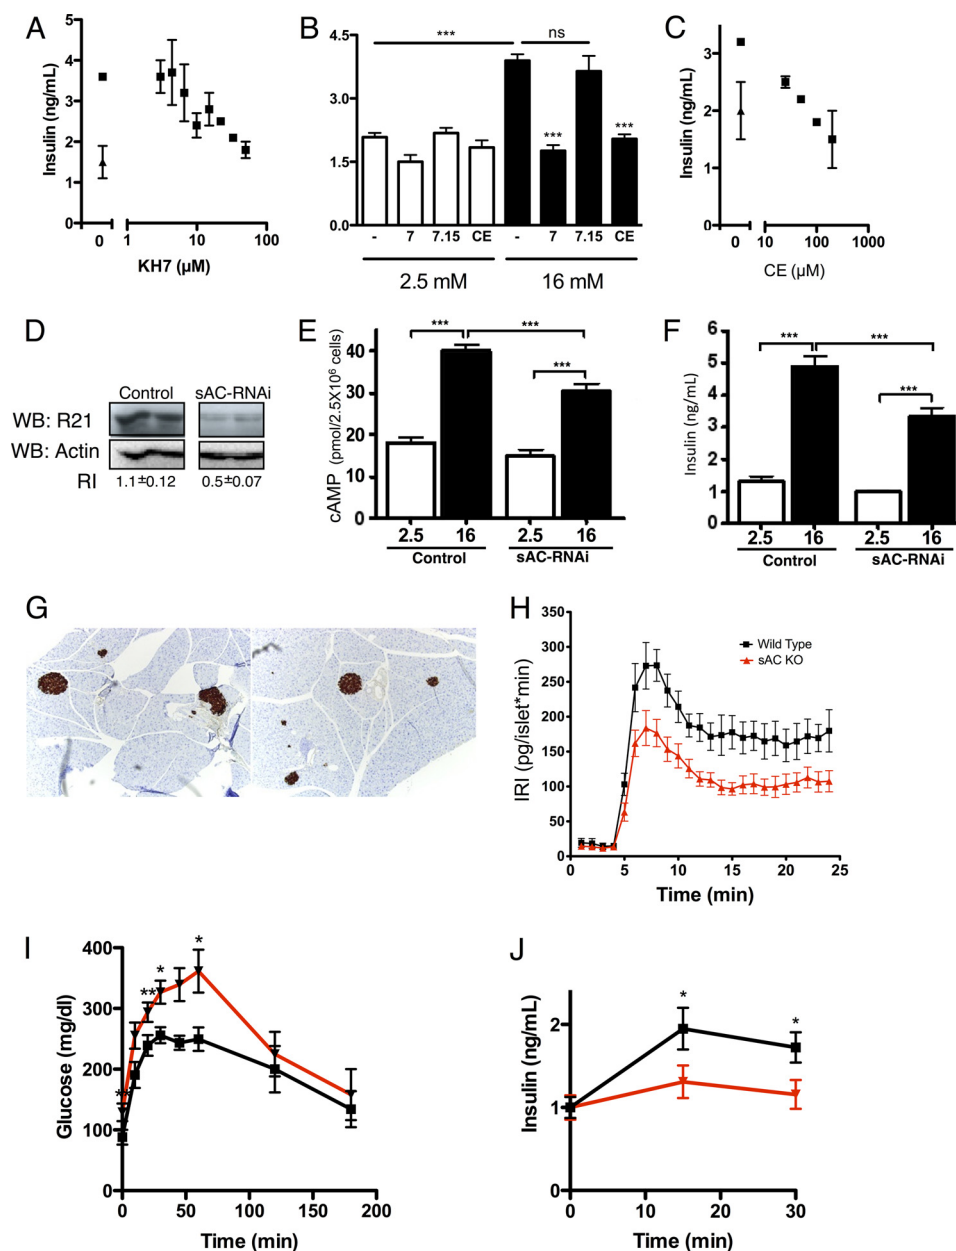 A
5
4
3
2
1
0
Insulin (ng/mL)
0
1
10
100
KH7 (µM)
B
4.5
3.0
1.5
0.0
***
ns
***
***
-
7
7.15
CE
-
7
7.15
CE
2.5 mM
16 mM
C
3
2
1
0
Insulin (ng/mL)
0
10
100
1000
CE (µM)
D
Control
sAC-RNAi
WB: R21
WB: Actin
RI
1.1±0.12
0.5±0.07
E
cAMP (pmol/2.5X10⁶ cells)
40
30
20
10
0
***
***
***
2.5
16
2.5
16
Control
sAC-RNAi
F
Insulin (ng/mL)
6
5
4
3
2
1
0
***
***
***
2.5
16
2.5
16
Control
sAC-RNAi
G
H
IRI (pg/islet*min)
350
300
250
200
150
100
50
0
Wild Type
sAC KO
0
5
10
15
20
25
Time (min)
I
Glucose (mg/dl)
400
300
200
100
0
**
**
*
*
0
50
100
150
200
Time (min)
J
Insulin (ng/mL)
2
1
0
*
*
0
10
20
30
Time (min)